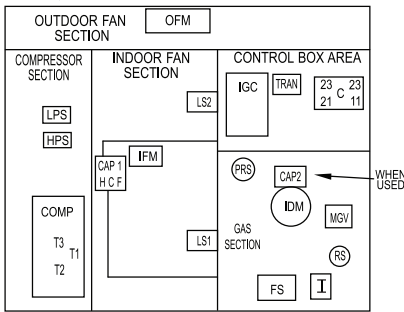 OUTDOOR FAN
SECTION
OFM
COMPRESSOR
SECTION
LPS
HPS
COMP
T3
T1
T2
INDOOR FAN
SECTION
LS2
CAP 1
H C F
IFM
LS1
CONTROL BOX AREA
IGC
TRAN
23 C 23
21 11
PRS
CAP2
WHEN
USED
IDM
MGV
GAS
SECTION
RS
FS
I